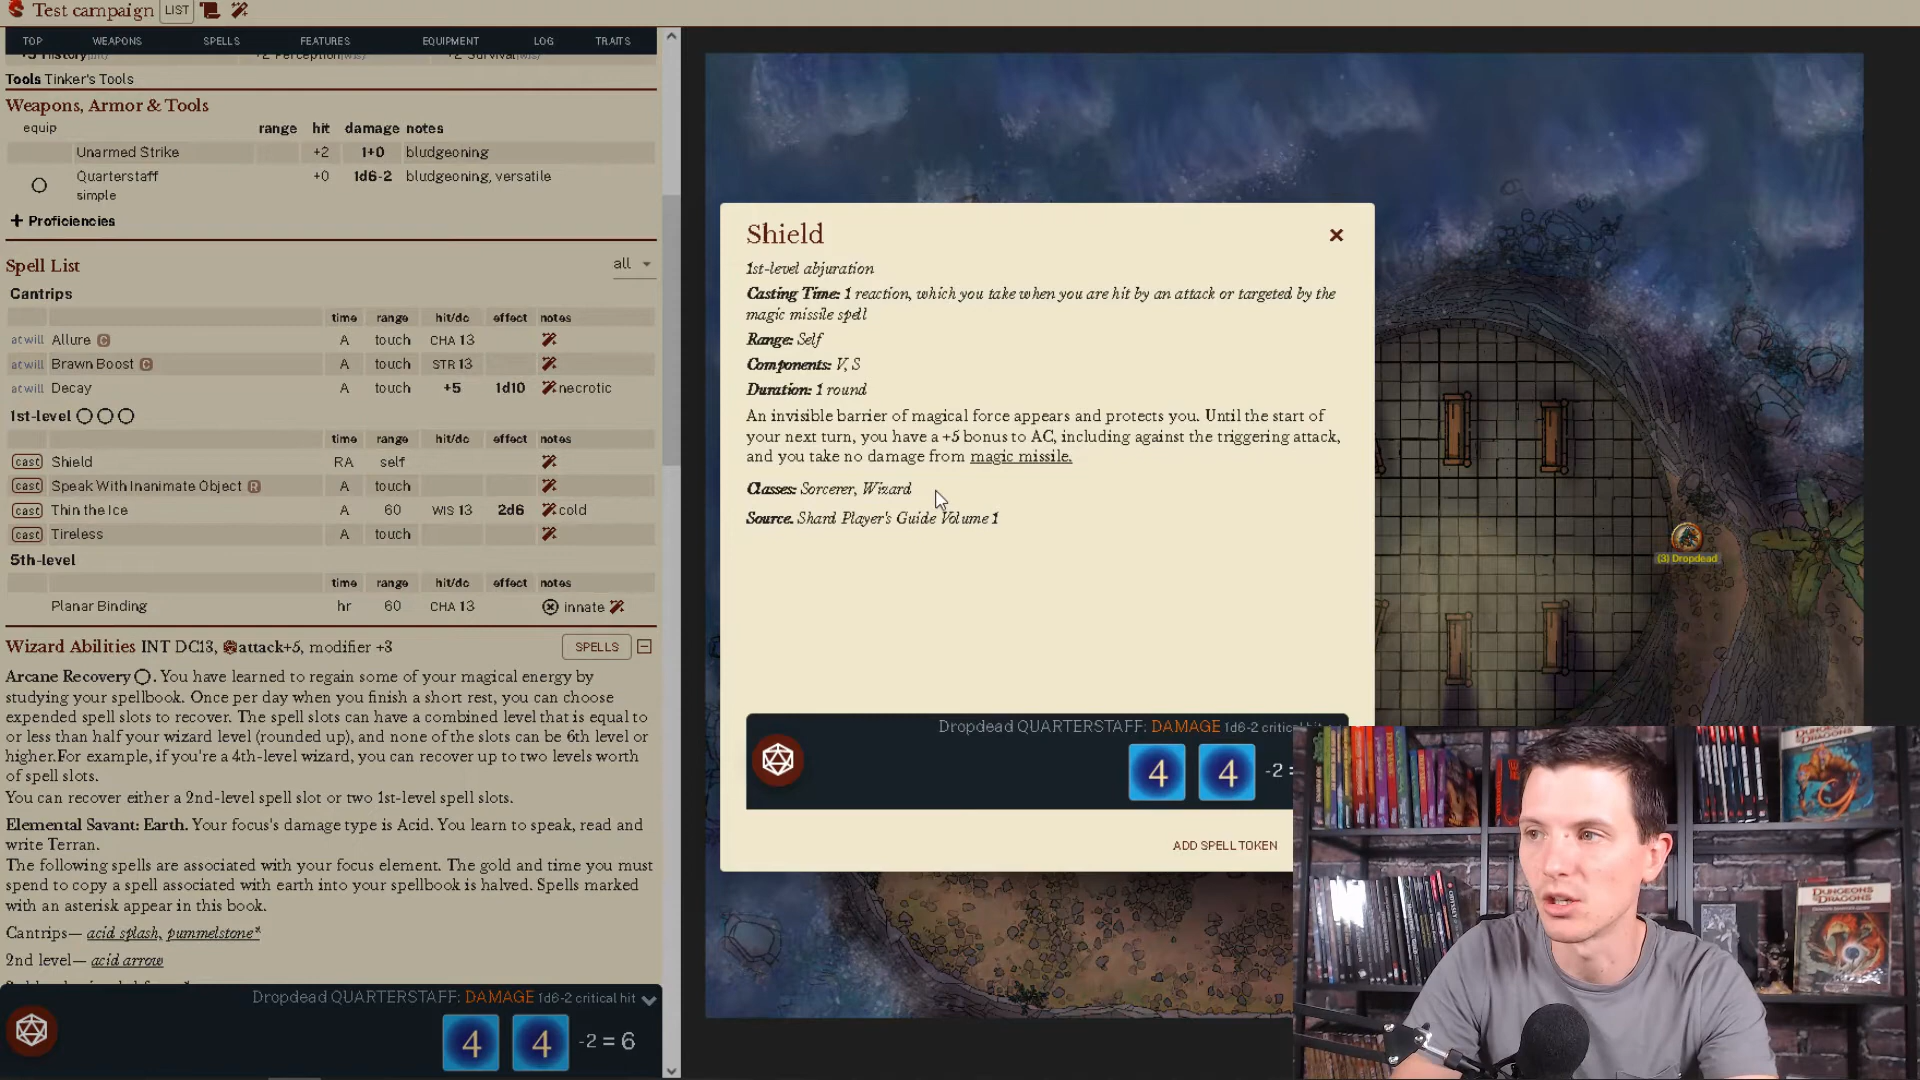 Test campaign LIST
TOP WEAPONS SPELLS FEATURES EQUIPMENT LOG TRAITS
+5 History(int) +2 Perception(wis) +2 Survival(wis)
Tools Tinker's Tools
Weapons, Armor & Tools
equip range hit damage notes
Unarmed Strike +2 1+0 bludgeoning
Quarterstaff +0 1d6-2 bludgeoning, versatile
simple
+ Proficiencies
Spell List all
Cantrips
time range hit/dc effect notes
at will Allure C A touch CHA 13
at will Brawn Boost C A touch STR 13
at will Decay A touch +5 1d10 necrotic
1st-level
time range hit/dc effect notes
cast Shield RA self
cast Speak With Inanimate Object R A touch
cast Thin the Ice A 60 WIS 13 2d6 cold
cast Tireless A touch
5th-level
time range hit/dc effect notes
Planar Binding hr 60 CHA 13 innate
Wizard Abilities INT DC13, attack+5, modifier +3 SPELLS
Arcane Recovery . You have learned to regain some of your magical energy by
studying your spellbook. Once per day when you finish a short rest, you can choose
expended spell slots to recover. The spell slots can have a combined level that is equal to
or less than half your wizard level (rounded up), and none of the slots can be 6th level or
higher.For example, if you're a 4th-level wizard, you can recover up to two levels worth
of spell slots.
You can recover either a 2nd-level spell slot or two 1st-level spell slots.
Elemental Savant: Earth. Your focus's damage type is Acid. You learn to speak, read and
write Terran.
The following spells are associated with your focus element. The gold and time you must
spend to copy a spell associated with earth into your spellbook is halved. Spells marked
with an asterisk appear in this book.
Cantrips— acid splash, pummelstone*
2nd level— acid arrow
Dropdead QUARTERSTAFF: DAMAGE 1d6-2 critical hit
4 4 -2 = 6
Shield
1st-level abjuration
Casting Time: 1 reaction, which you take when you are hit by an attack or targeted by the
magic missile spell
Range: Self
Components: V, S
Duration: 1 round
An invisible barrier of magical force appears and protects you. Until the start of
your next turn, you have a +5 bonus to AC, including against the triggering attack,
and you take no damage from magic missile.
Classes: Sorcerer, Wizard
Source. Shard Player's Guide Volume 1
Dropdead QUARTERSTAFF: DAMAGE 1d6-2 critical hit
4 4 -2 =
ADD SPELL TOKEN
(3) Dropdead
DUNGEONS & DRAGONS
DUNGEONS
DRAGONS